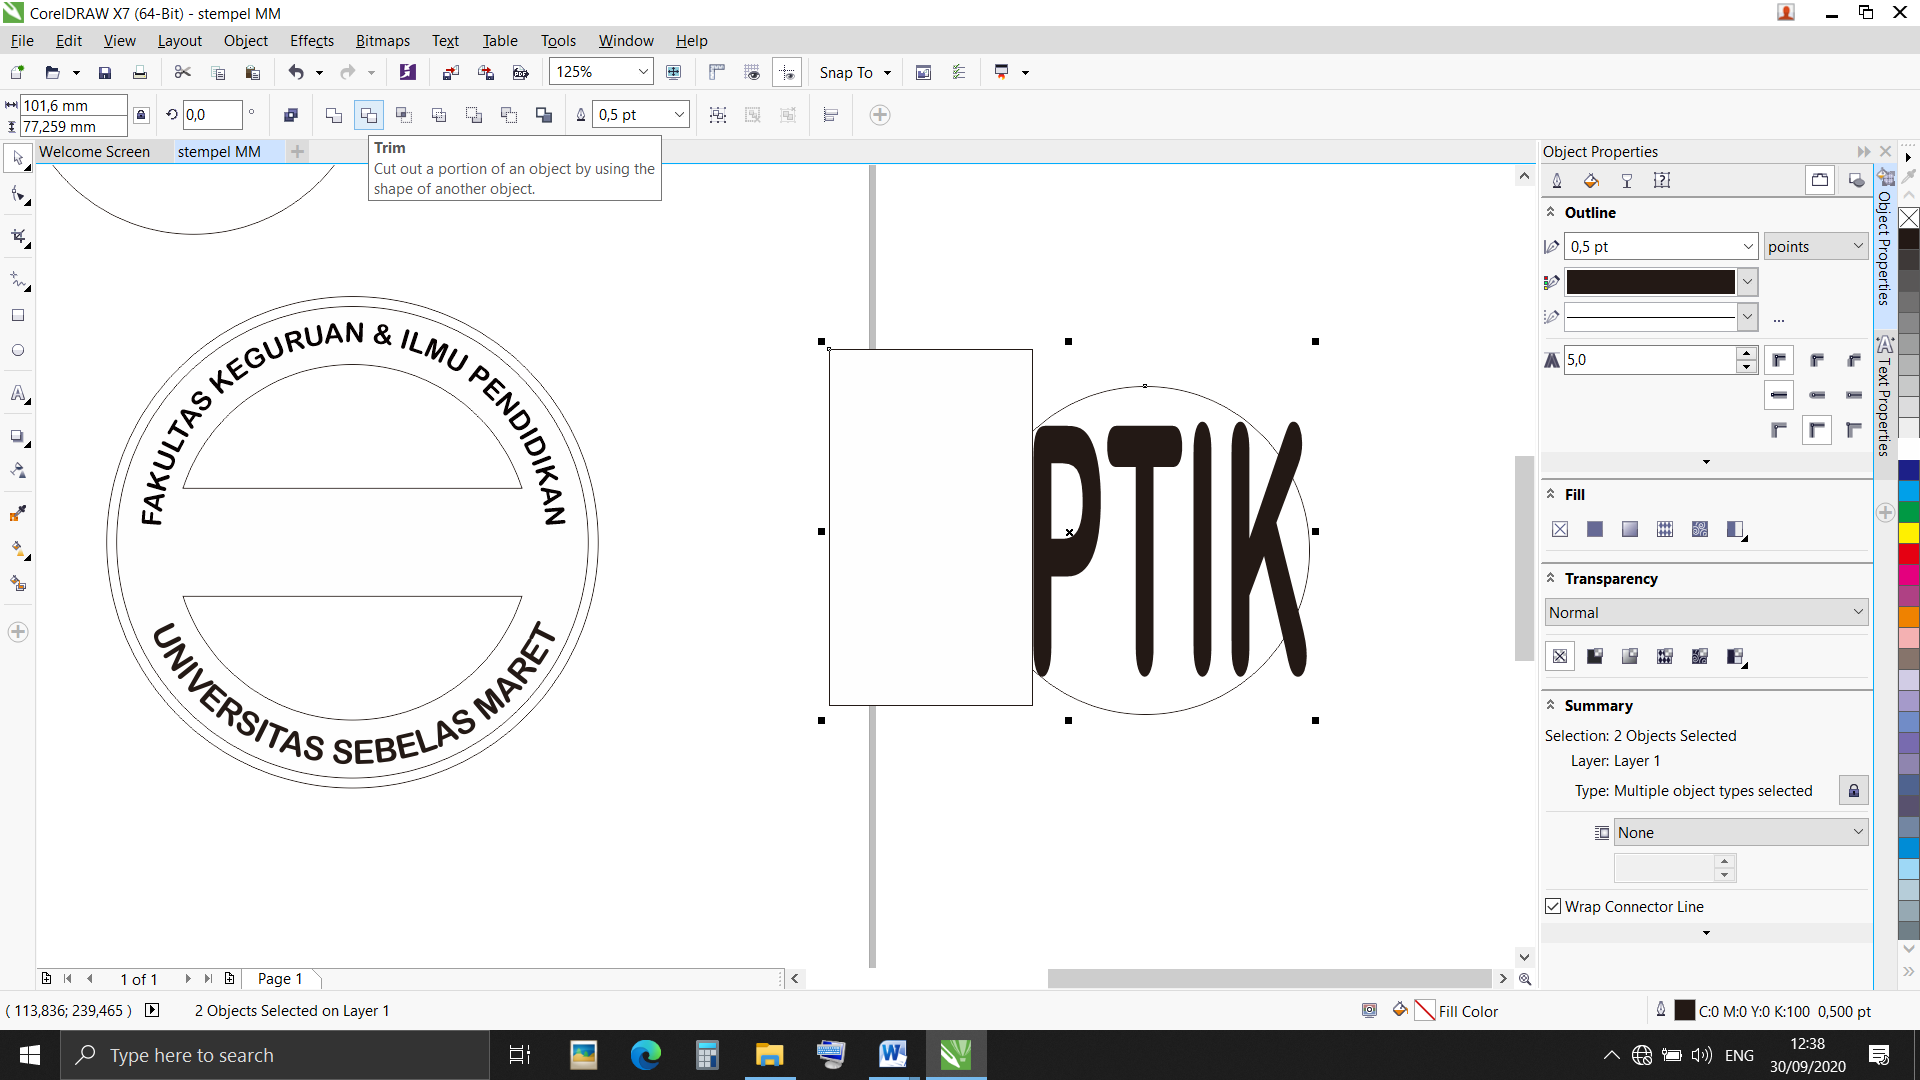 CorelDRAW X7 (64-Bit) - stempel MM
File Edit View Layout Object Effects Bitmaps Text Table Tools Window Help
125% Snap To
101,6 mm
77,259 mm
0,0 °
0,5 pt
Welcome Screen
stempel MM
Trim
Cut out a portion of an object by using the
shape of another object.
FAKULTAS KEGURUAN & ILMU PENDIDIKAN
UNIVERSITAS SEBELAS MARET
PTIK
Object Properties
Outline
0,5 pt points
...
5,0
Fill
Transparency
Normal
Summary
Selection: 2 Objects Selected
Layer: Layer 1
Type: Multiple object types selected
None
Wrap Connector Line
Object Properties
Text Properties
1 of 1
Page 1
( 113,836; 239,465 )
2 Objects Selected on Layer 1
Fill Color
C:0 M:0 Y:0 K:100 0,500 pt
Type here to search
ENG
12:38
30/09/2020